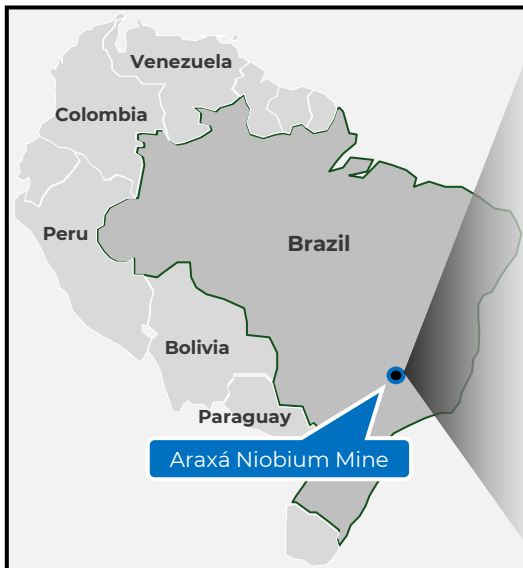 Venezuela
Colombia
Peru
Brazil
Bolivia
Paraguay
Araxá Niobium Mine